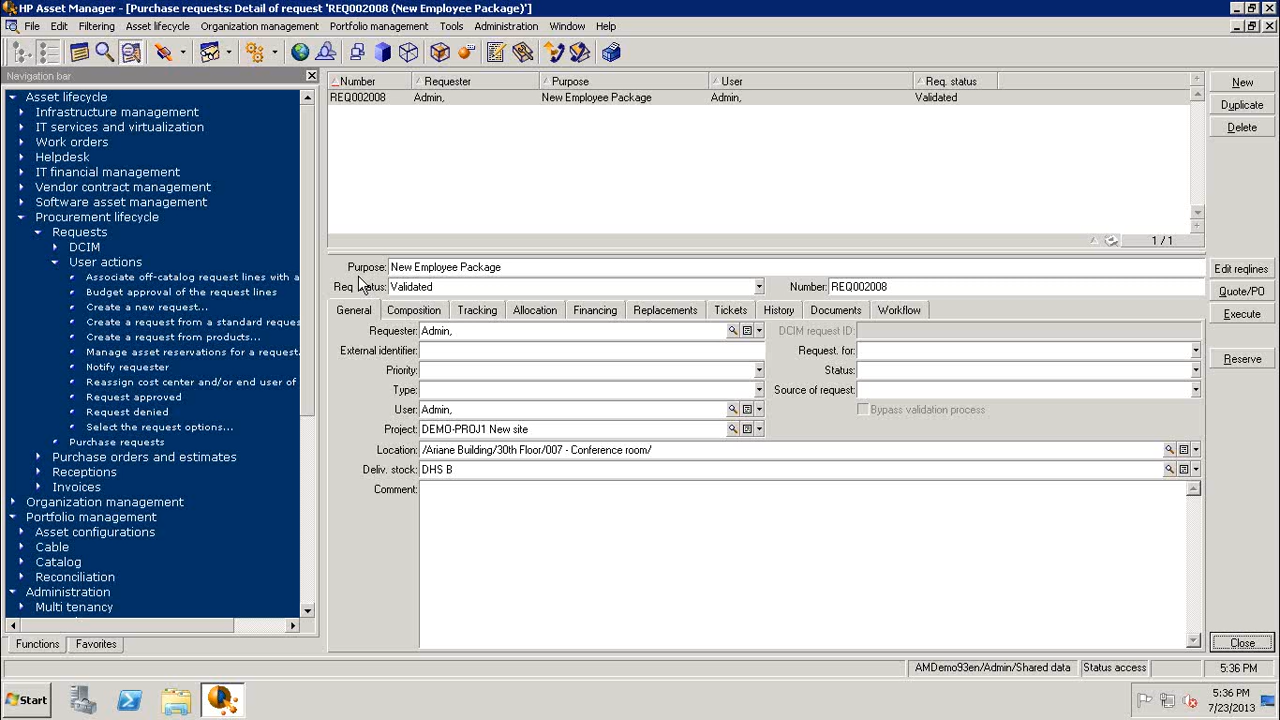 HP Asset Manager - [Purchase requests: Detail of request 'REQ002008 (New Employee Package)']
File Edit Filtering Asset lifecycle Organization management Portfolio management Tools Administration Window Help
Navigation bar
Asset lifecycle
Infrastructure management
IT services and virtualization
Work orders
Helpdesk
IT financial management
Vendor contract management
Software asset management
Procurement lifecycle
Requests
DCIM
User actions
Associate off-catalog request lines with a
Budget approval of the request lines
Create a new request...
Create a request from a standard reques
Create a request from products...
Manage asset reservations for a request.
Notify requester
Reassign cost center and/or end user of
Request approved
Request denied
Select the request options...
Purchase requests
Purchase orders and estimates
Receptions
Invoices
Organization management
Portfolio management
Asset configurations
Cable
Catalog
Reconciliation
Administration
Multi tenancy
Functions Favorites
Number Requester Purpose User Req. status
REQ002008 Admin, New Employee Package Admin, Validated
1 / 1
Purpose: New Employee Package
Req. status: Validated Number: REQ002008
General Composition Tracking Allocation Financing Replacements Tickets History Documents Workflow
Requester: Admin, DCIM request ID:
External identifier: Request. for:
Priority: Status:
Type: Source of request:
User: Admin, Bypass validation process
Project: DEMO-PROJ1 New site
Location: /Ariane Building/30th Floor/007 - Conference room/
Deliv. stock: DHS B
Comment:
New
Duplicate
Delete
Edit reqlines
Quote/PO
Execute
Reserve
Close
AMDemo93en/Admin/Shared data Status access 5:36 PM
Start
5:36 PM
7/23/2013